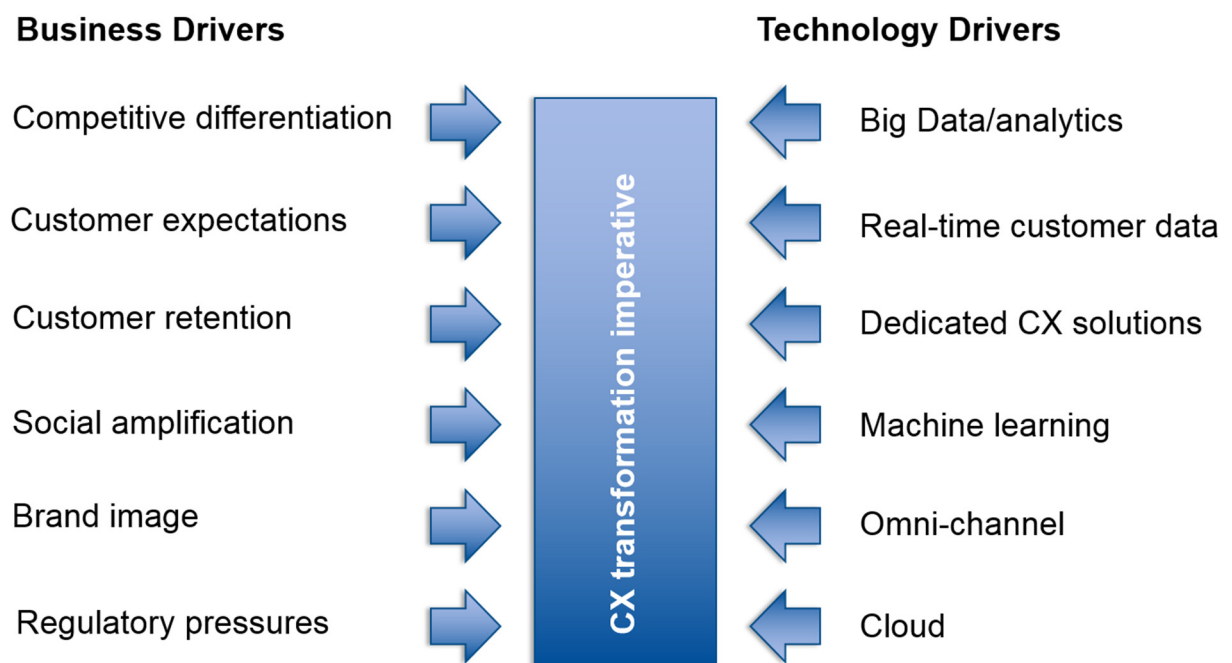 Business Drivers
Technology Drivers
Competitive differentiation
Big Data/analytics
Customer expectations
Real-time customer data
Customer retention
Dedicated CX solutions
Social amplification
Machine learning
Brand image
Omni-channel
Regulatory pressures
Cloud
CX transformation imperative